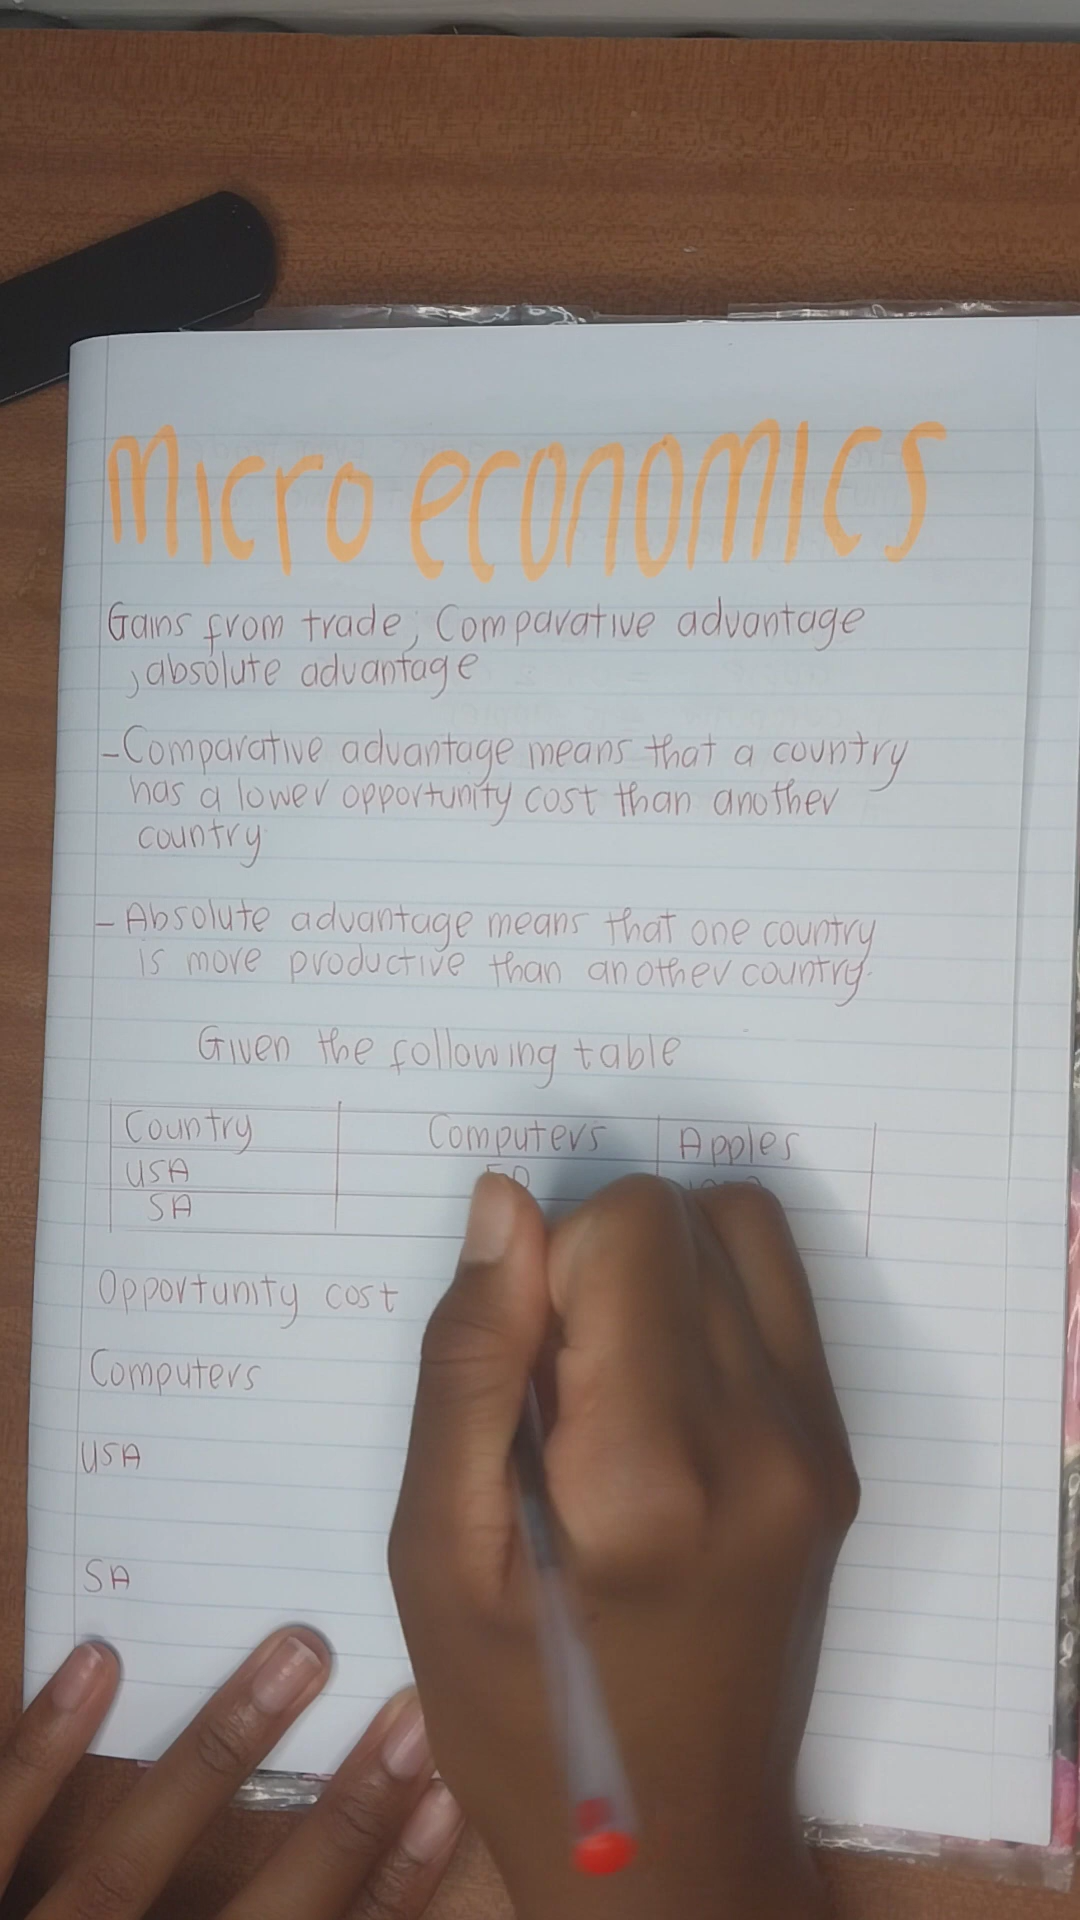 Microeconomics
Gains from trade, Comparative advantage
, absolute advantage
- Comparative advantage means that a country
has a lower opportunity cost than another
country
- Absolute advantage means that one country
is more productive than another country.
Given the following table
Country Computers Apples
USA
SA
Opportunity cost
Computers
USA
SA